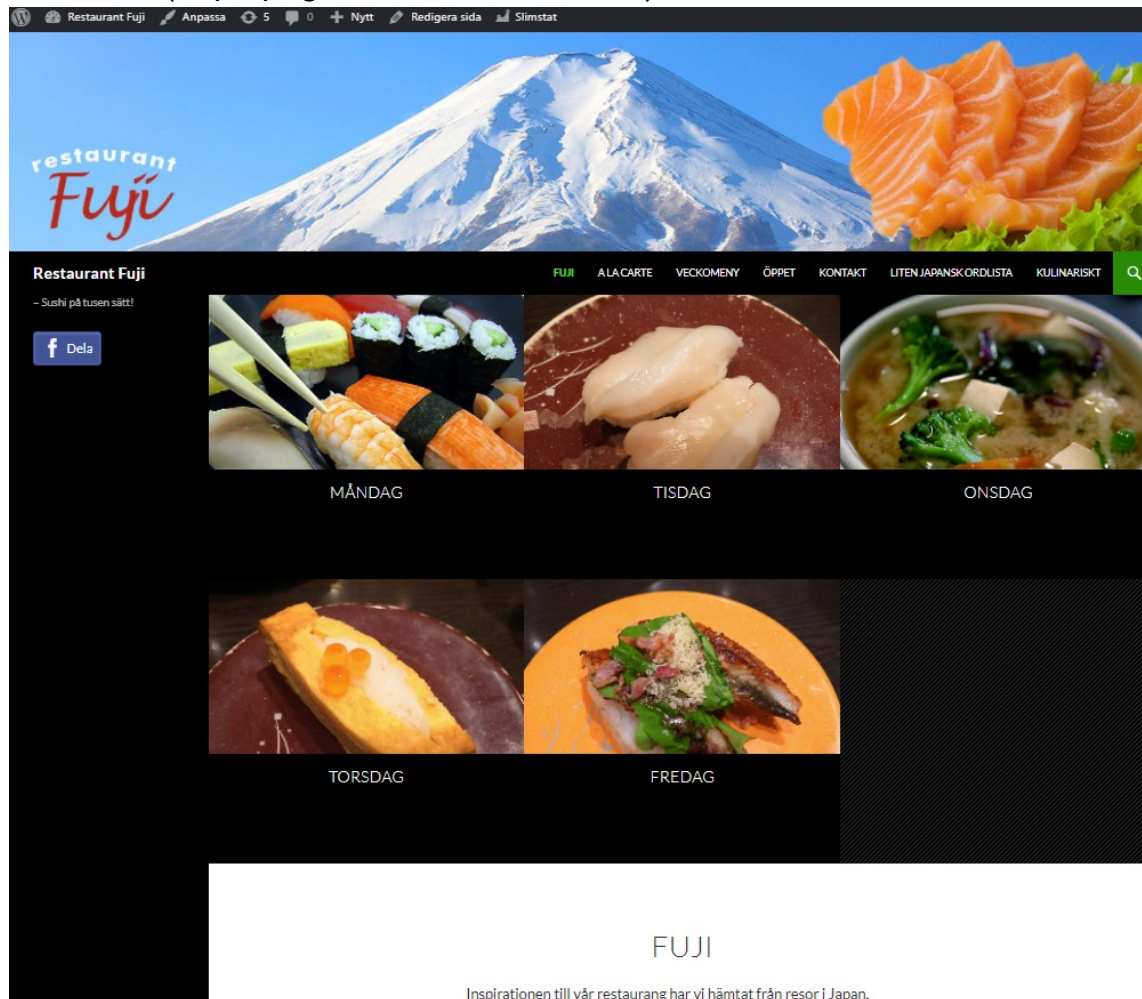 Restaurant Fuji Anpassa 5 0 Nytt Redigera sida Slimstat
restaurant
Fuji
Restaurant Fuji
FUJI A LA CARTE VECKOMENY ÖPPET KONTAKT LITEN JAPANSK ORDLISTA KULINARISKT
– Sushi på tusen sätt!
f Dela
MÅNDAG TISDAG ONSDAG
TORSDAG FREDAG
FUJI
Inspirationen till vår restaurang har vi hämtat från resor i Japan.